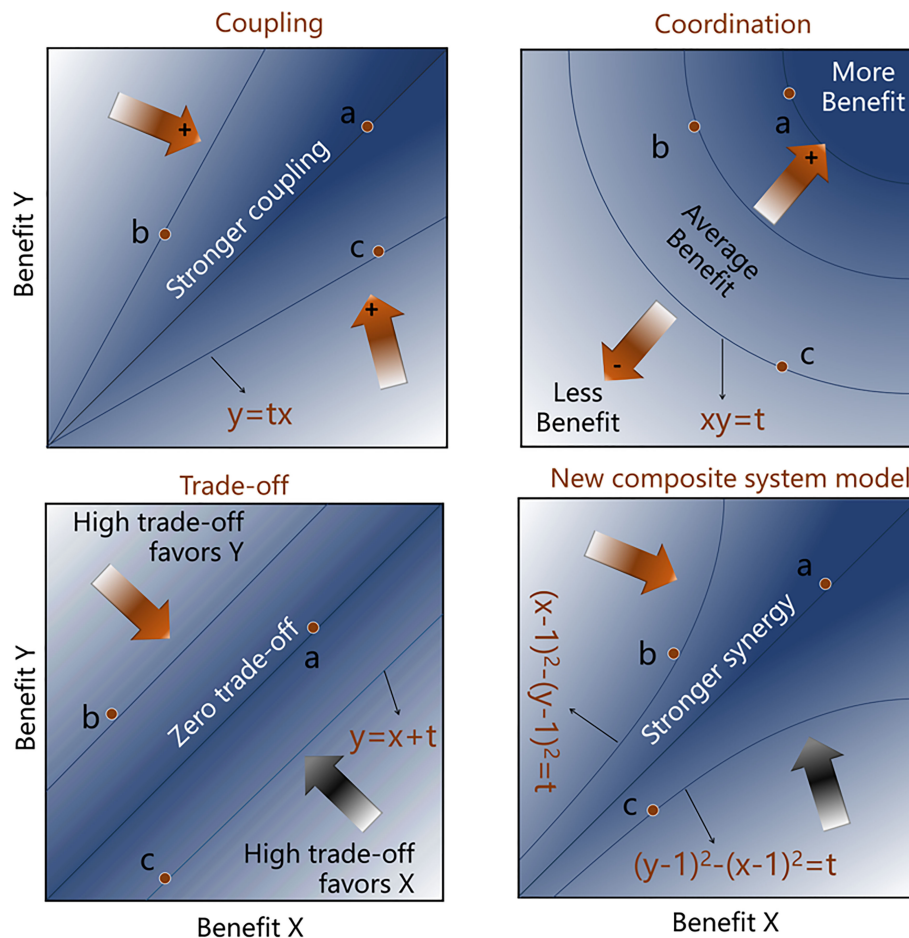 Coupling
Benefit Y
+
a
b
Stronger coupling
c
+
y=tx
Coordination
More
Benefit
a
b
+
Average
Benefit
-
c
Less
Benefit
xy=t
Trade-off
Benefit Y
High trade-off
favors Y
Zero trade-off
a
b
y=x+t
c
High trade-off
favors X
Benefit X
New composite system model
a
b
Stronger synergy
(x-1)²-(y-1)²=t
c
(y-1)²-(x-1)²=t
Benefit X